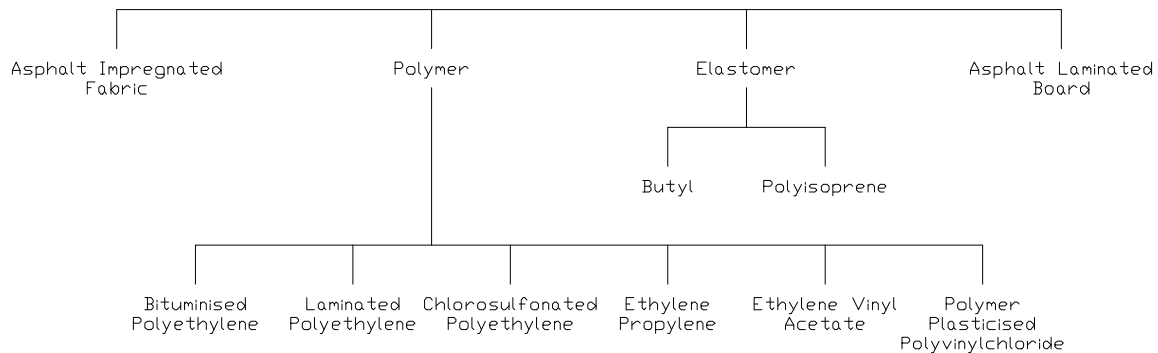 Asphalt Impregnated
Fabric
Polymer
Elastomer
Asphalt Laminated
Board
Butyl
Polyisoprene
Bituminised
Polyethylene
Laminated
Polyethylene
Chlorosulfonated
Polyethylene
Ethylene
Propylene
Ethylene Vinyl
Acetate
Polymer
Plasticised
Polyvinylchloride